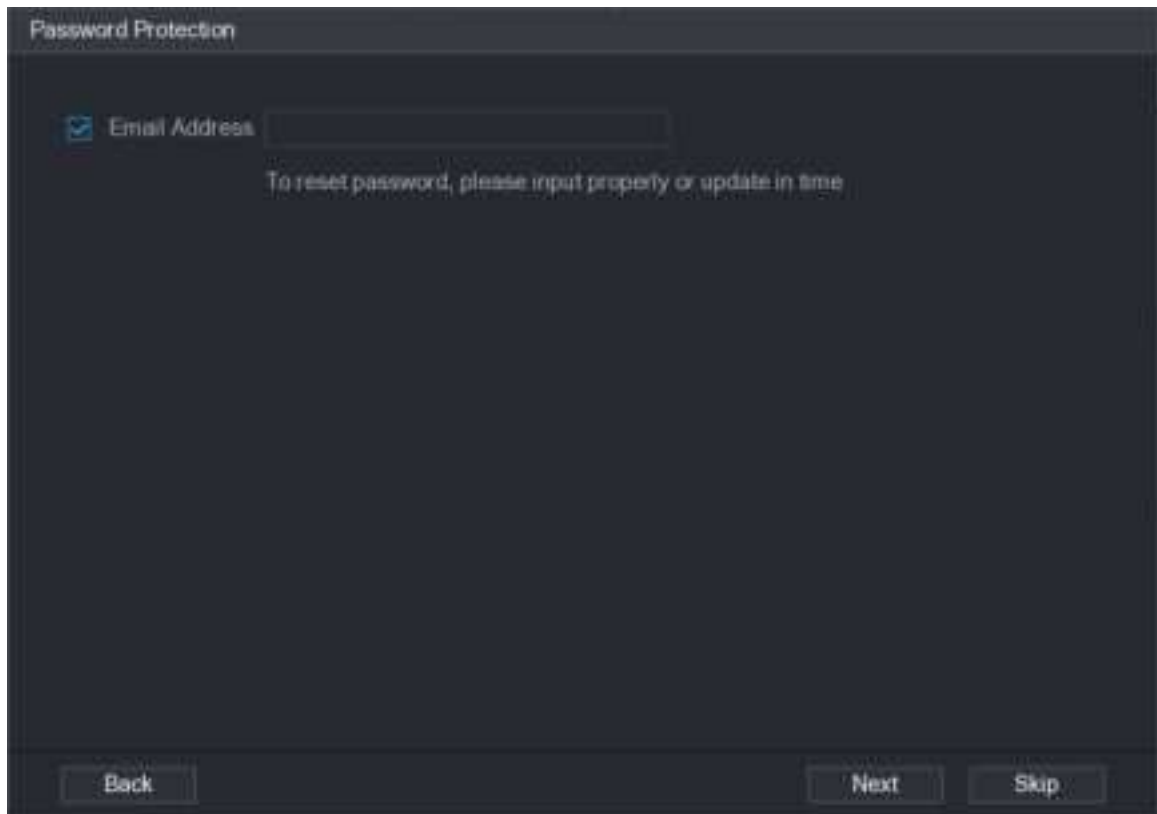 Password Protection
Email Address
To reset password, please input properly or update in time
Back Next Skip